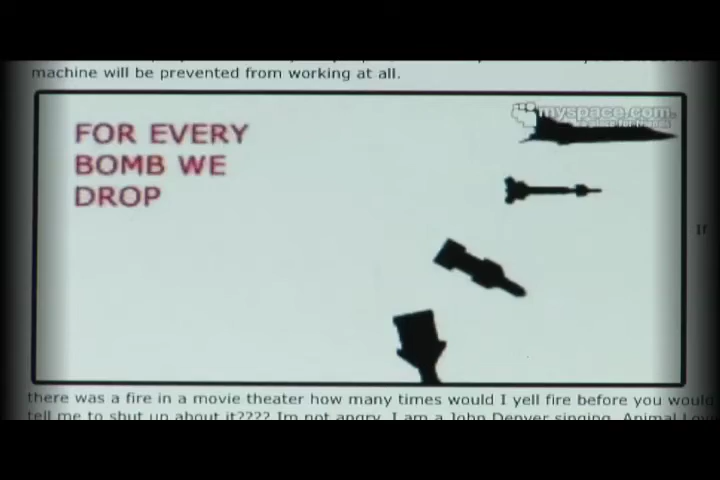 machine will be prevented from working at all.
myspace.com.
FOR EVERY
BOMB WE
DROP
If
there was a fire in a movie theater how many times would I yell fire before you would
tell me to shut up about it???? Im not angry. I am a John Denver singing. Animal